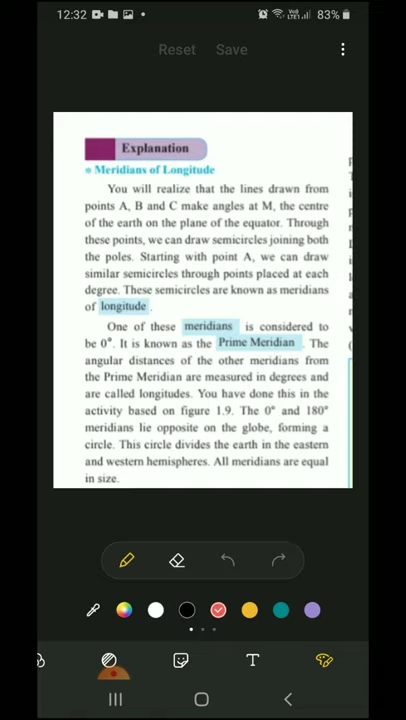 12:32
83%
Reset Save
Explanation
Meridians of Longitude
You will realize that the lines drawn from
points A, B and C make angles at M, the centre
of the earth on the plane of the equator. Through
these points, we can draw semicircles joining both
the poles. Starting with point A, we can draw
similar semicircles through points placed at each
degree. These semicircles are known as meridians
of longitude .
One of these meridians is considered to
be 0°. It is known as the Prime Meridian . The
angular distances of the other meridians from
the Prime Meridian are measured in degrees and
are called longitudes. You have done this in the
activity based on figure 1.9. The 0° and 180°
meridians lie opposite on the globe, forming a
circle. This circle divides the earth in the eastern
and western hemispheres. All meridians are equal
in size.
T